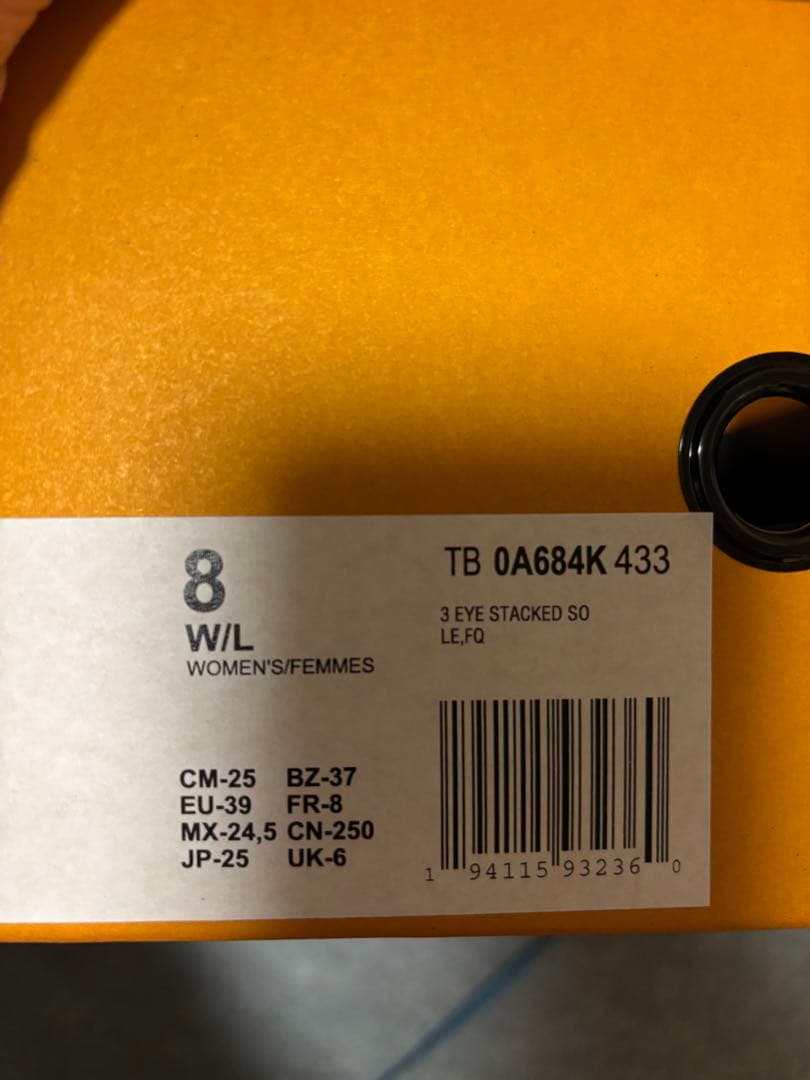 8
W/L
WOMEN'S/FEMMES
TB 0A684K 433
3 EYE STACKED SO
LE,FQ
CM-25 BZ-37
EU-39 FR-8
MX-24,5 CN-250
JP-25 UK-6
1 94115 93236 0